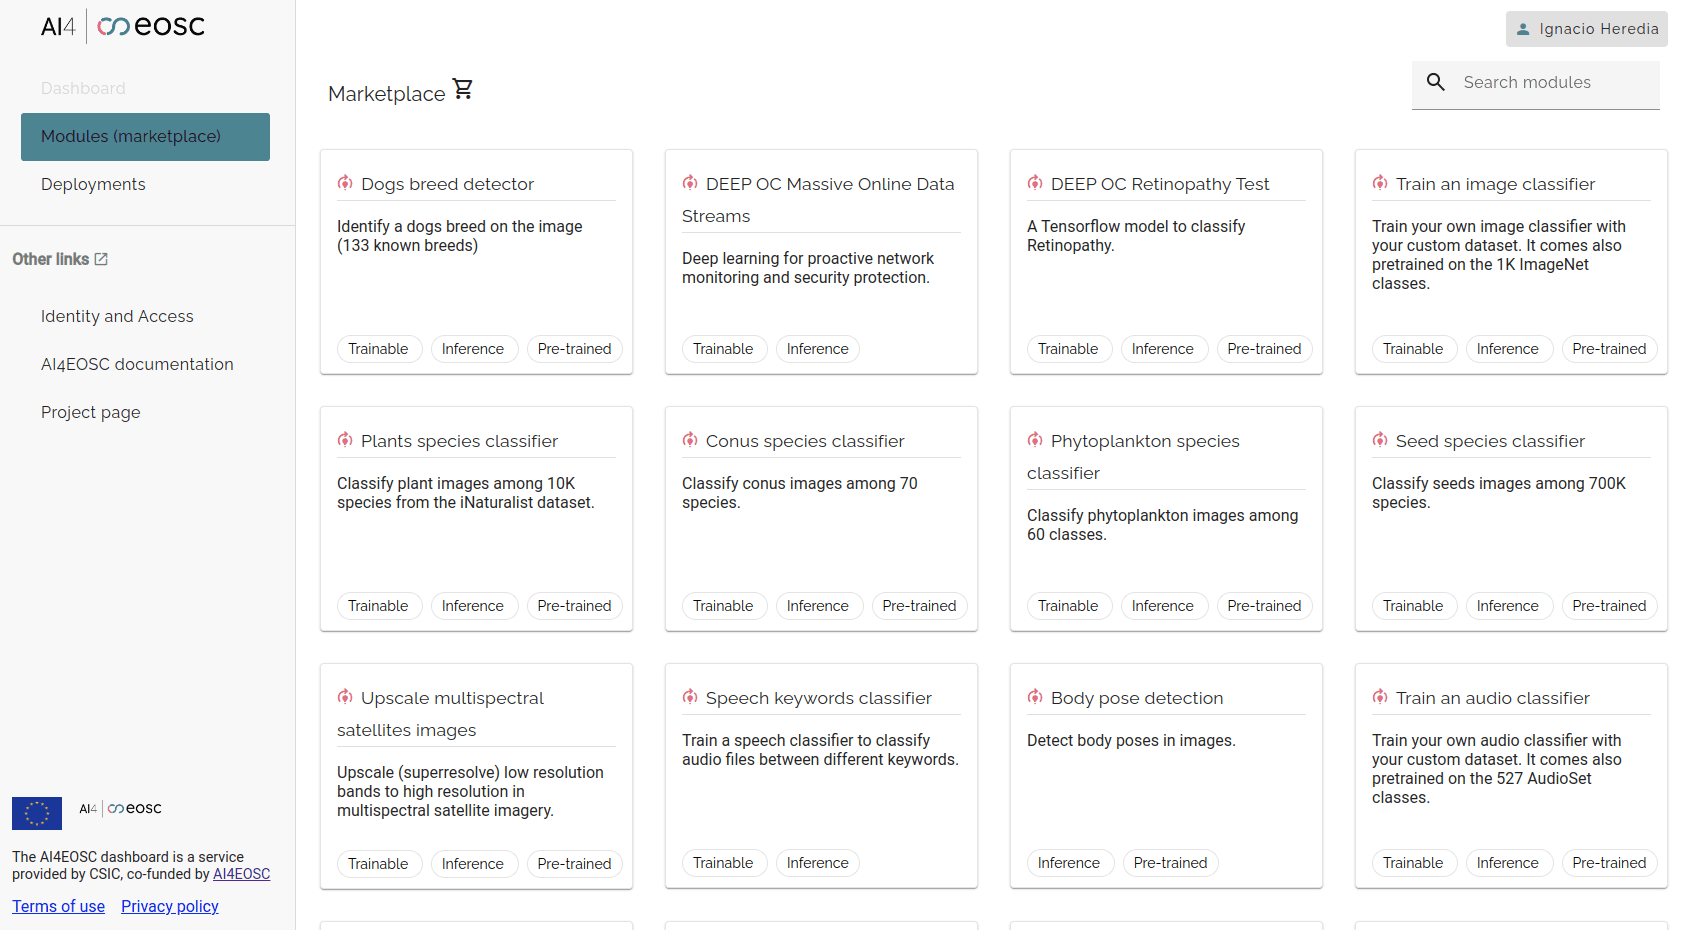 AI4 eosc
Ignacio Heredia
Dashboard
Modules (marketplace)
Deployments
Other links
Identity and Access
AI4EOSC documentation
Project page
AI4 eosc
The AI4EOSC dashboard is a service
provided by CSIC, co-funded by AI4EOSC
Terms of use Privacy policy
Marketplace
Search modules
Dogs breed detector
Identify a dogs breed on the image
(133 known breeds)
Trainable Inference Pre-trained
DEEP OC Massive Online Data
Streams
Deep learning for proactive network
monitoring and security protection.
Trainable Inference
DEEP OC Retinopathy Test
A Tensorflow model to classify
Retinopathy.
Trainable Inference Pre-trained
Train an image classifier
Train your own image classifier with
your custom dataset. It comes also
pretrained on the 1K ImageNet
classes.
Trainable Inference Pre-trained
Plants species classifier
Classify plant images among 10K
species from the iNaturalist dataset.
Trainable Inference Pre-trained
Conus species classifier
Classify conus images among 70
species.
Trainable Inference Pre-trained
Phytoplankton species
classifier
Classify phytoplankton images among
60 classes.
Trainable Inference Pre-trained
Seed species classifier
Classify seeds images among 700K
species.
Trainable Inference Pre-trained
Upscale multispectral
satellites images
Upscale (superresolve) low resolution
bands to high resolution in
multispectral satellite imagery.
Trainable Inference Pre-trained
Speech keywords classifier
Train a speech classifier to classify
audio files between different keywords.
Trainable Inference
Body pose detection
Detect body poses in images.
Inference Pre-trained
Train an audio classifier
Train your own audio classifier with
your custom dataset. It comes also
pretrained on the 527 AudioSet
classes.
Trainable Inference Pre-trained